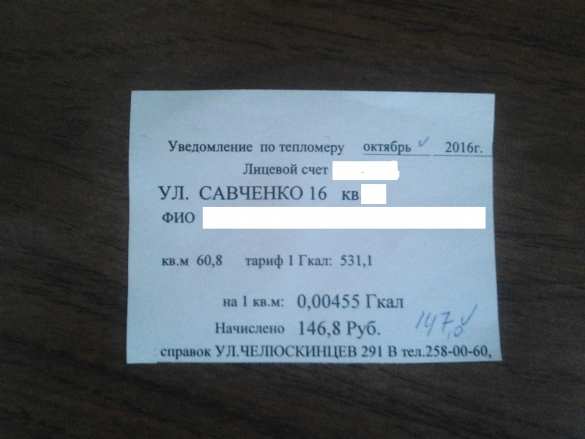 Уведомление по тепломеру октябрь ✓ 2016г.
Лицевой счет
УЛ. САВЧЕНКО 16 кв
ФИО
кв.м 60,8 тариф 1 Гкал: 531,1
на 1 кв.м: 0,00455 Гкал
Начислено 146,8 Руб. 147,0 ✓
справок УЛ.ЧЕЛЮСКИНЦЕВ 291 В тел.258-00-60,